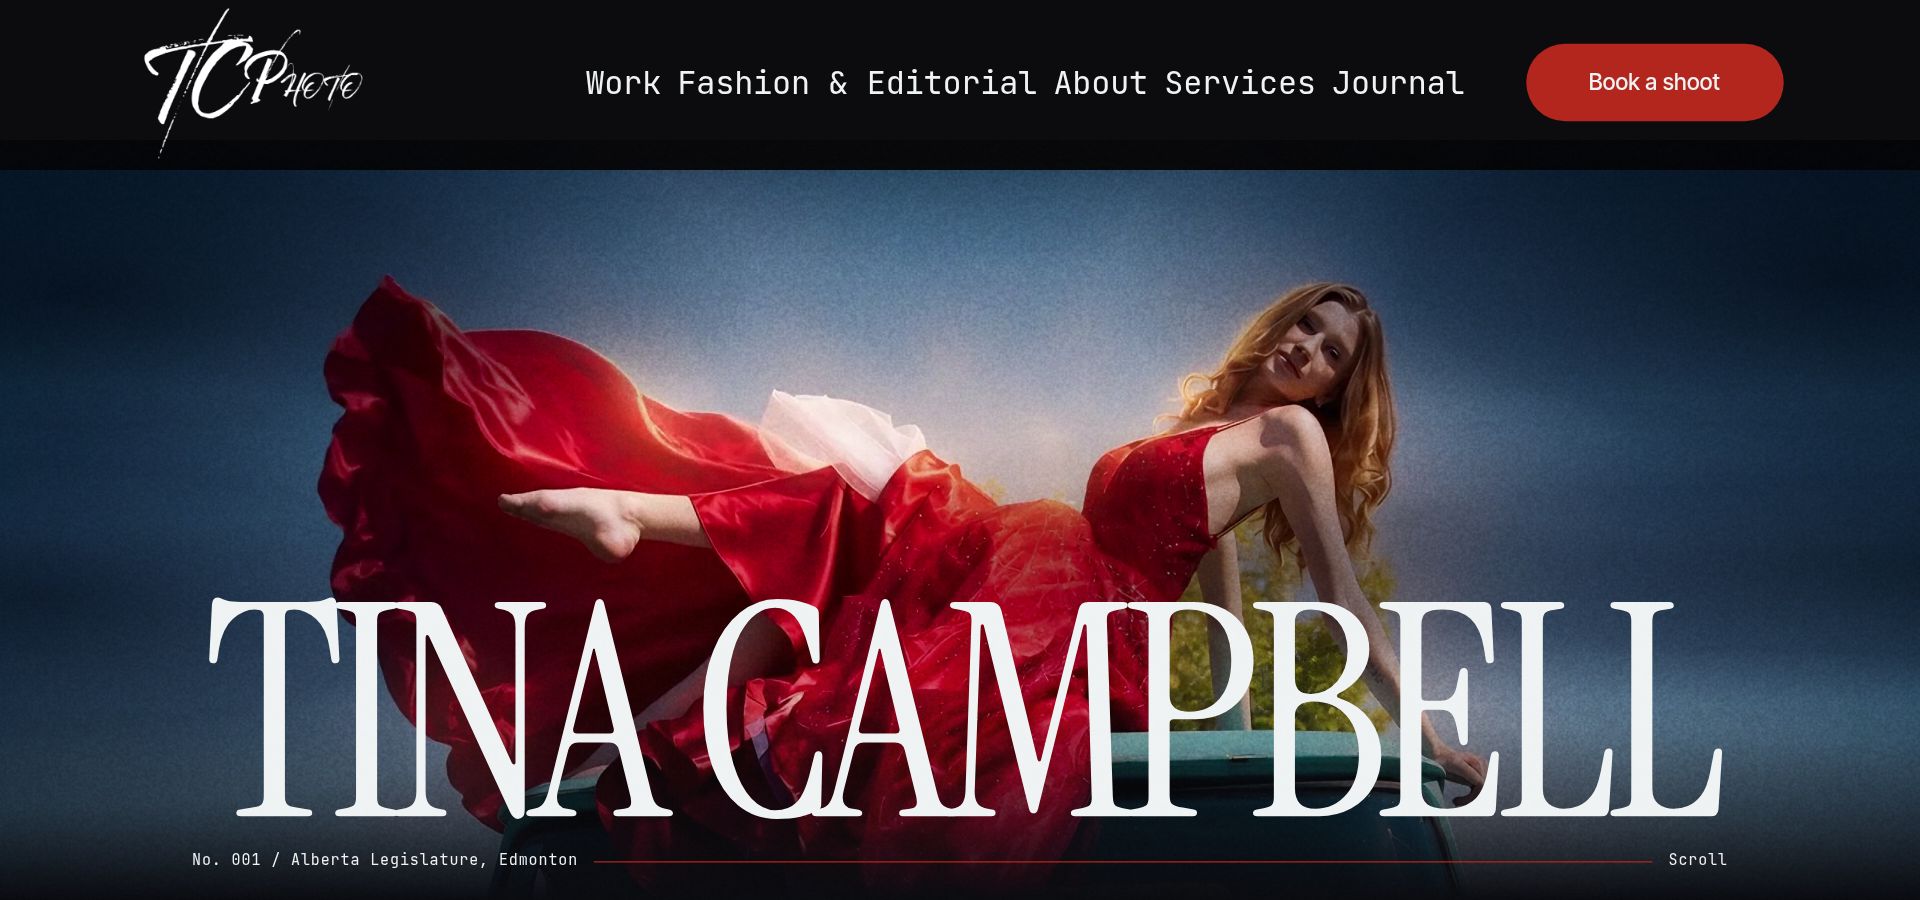 TCPHOTO
Work Fashion & Editorial About Services Journal
Book a shoot
TINA CAMPBELL
No. 001 / Alberta Legislature, Edmonton
Scroll